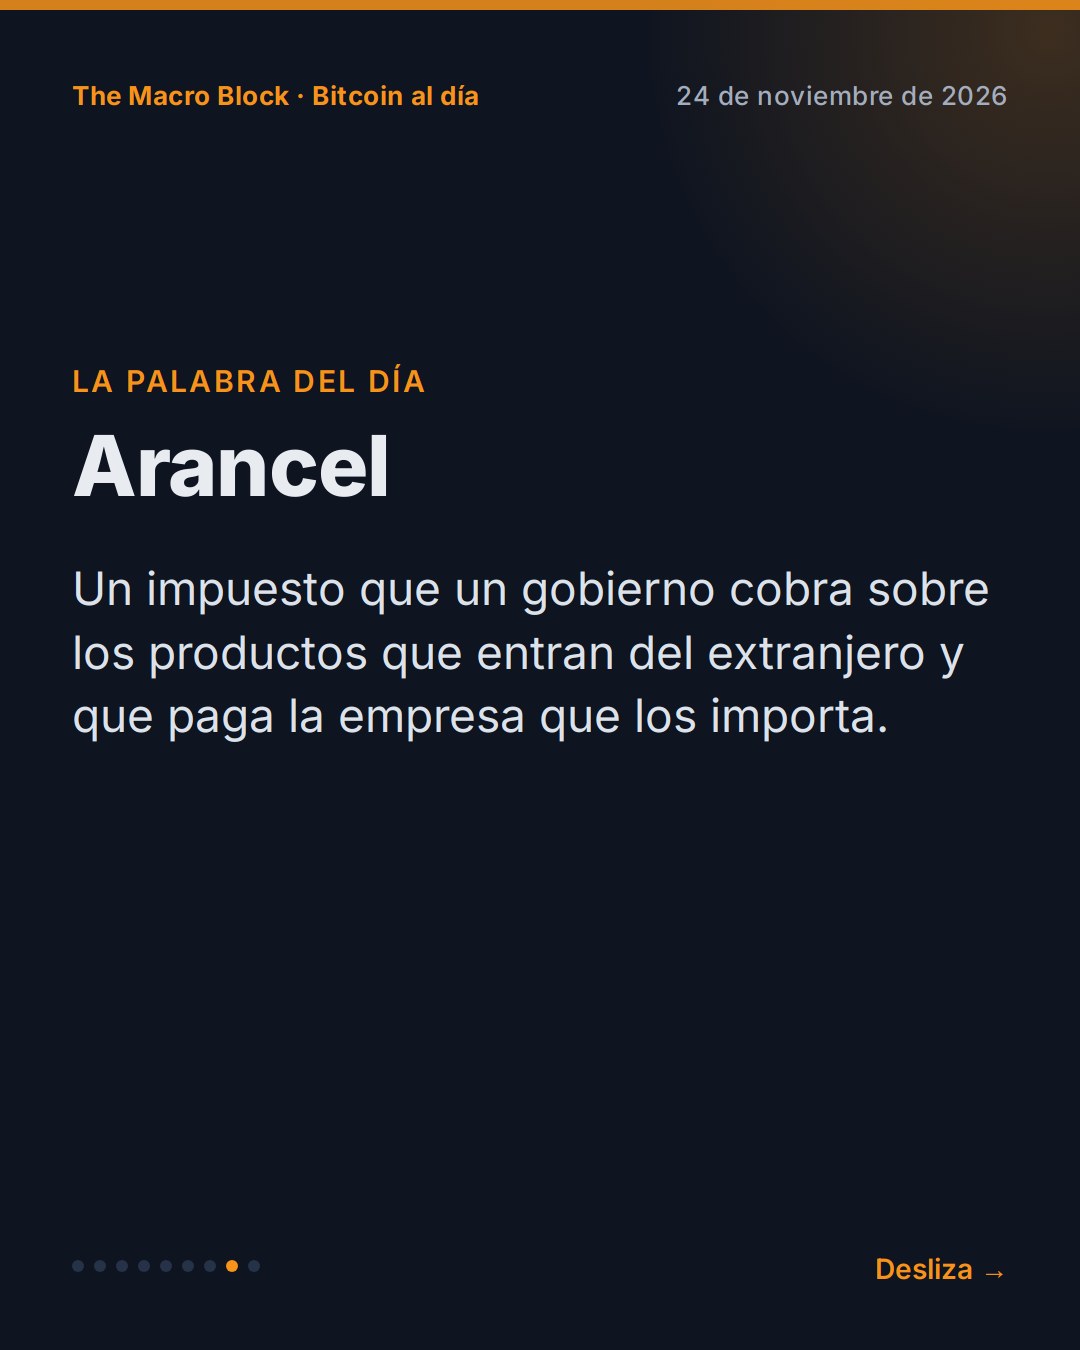 The Macro Block · Bitcoin al día
24 de noviembre de 2026
LA PALABRA DEL DÍA
Arancel
Un impuesto que un gobierno cobra sobre
los productos que entran del extranjero y
que paga la empresa que los importa.
Desliza →